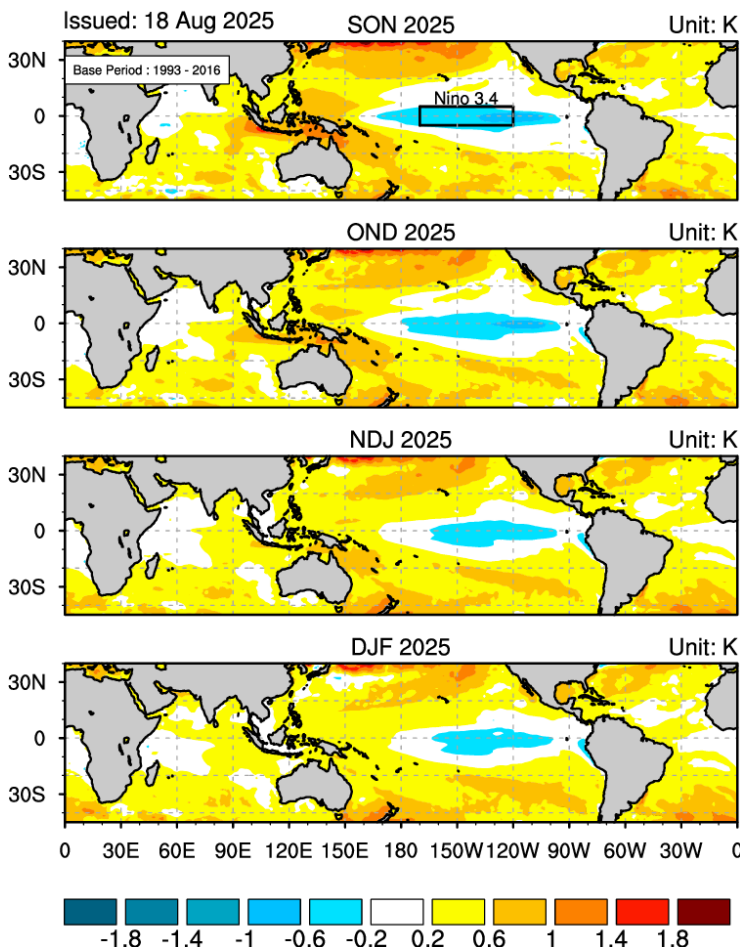 Issued: 18 Aug 2025 SON 2025 Unit: K
30N
Base Period : 1993 - 2016
Nino 3.4
0
30S
OND 2025 Unit: K
30N
0
30S
NDJ 2025 Unit: K
30N
0
30S
DJF 2025 Unit: K
30N
0
30S
0 30E 60E 90E 120E 150E 180 150W 120W 90W 60W 30W 0
-1.8 -1.4 -1 -0.6 -0.2 0.2 0.6 1 1.4 1.8